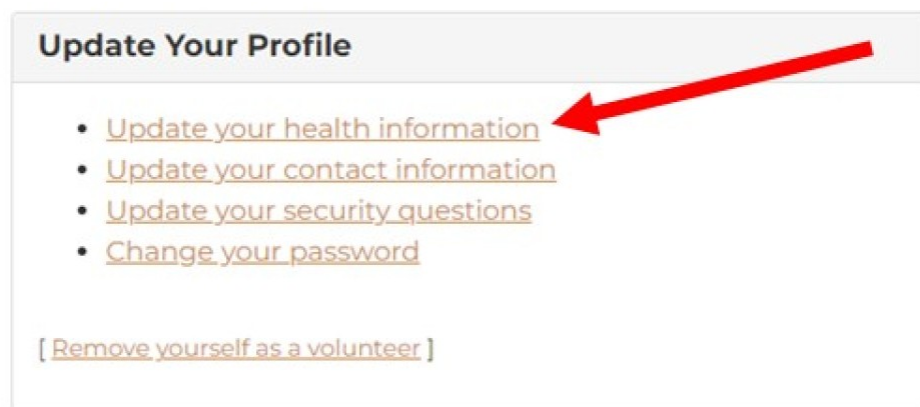 Update Your Profile
• Update your health information
• Update your contact information
• Update your security questions
• Change your password
[ Remove yourself as a volunteer ]